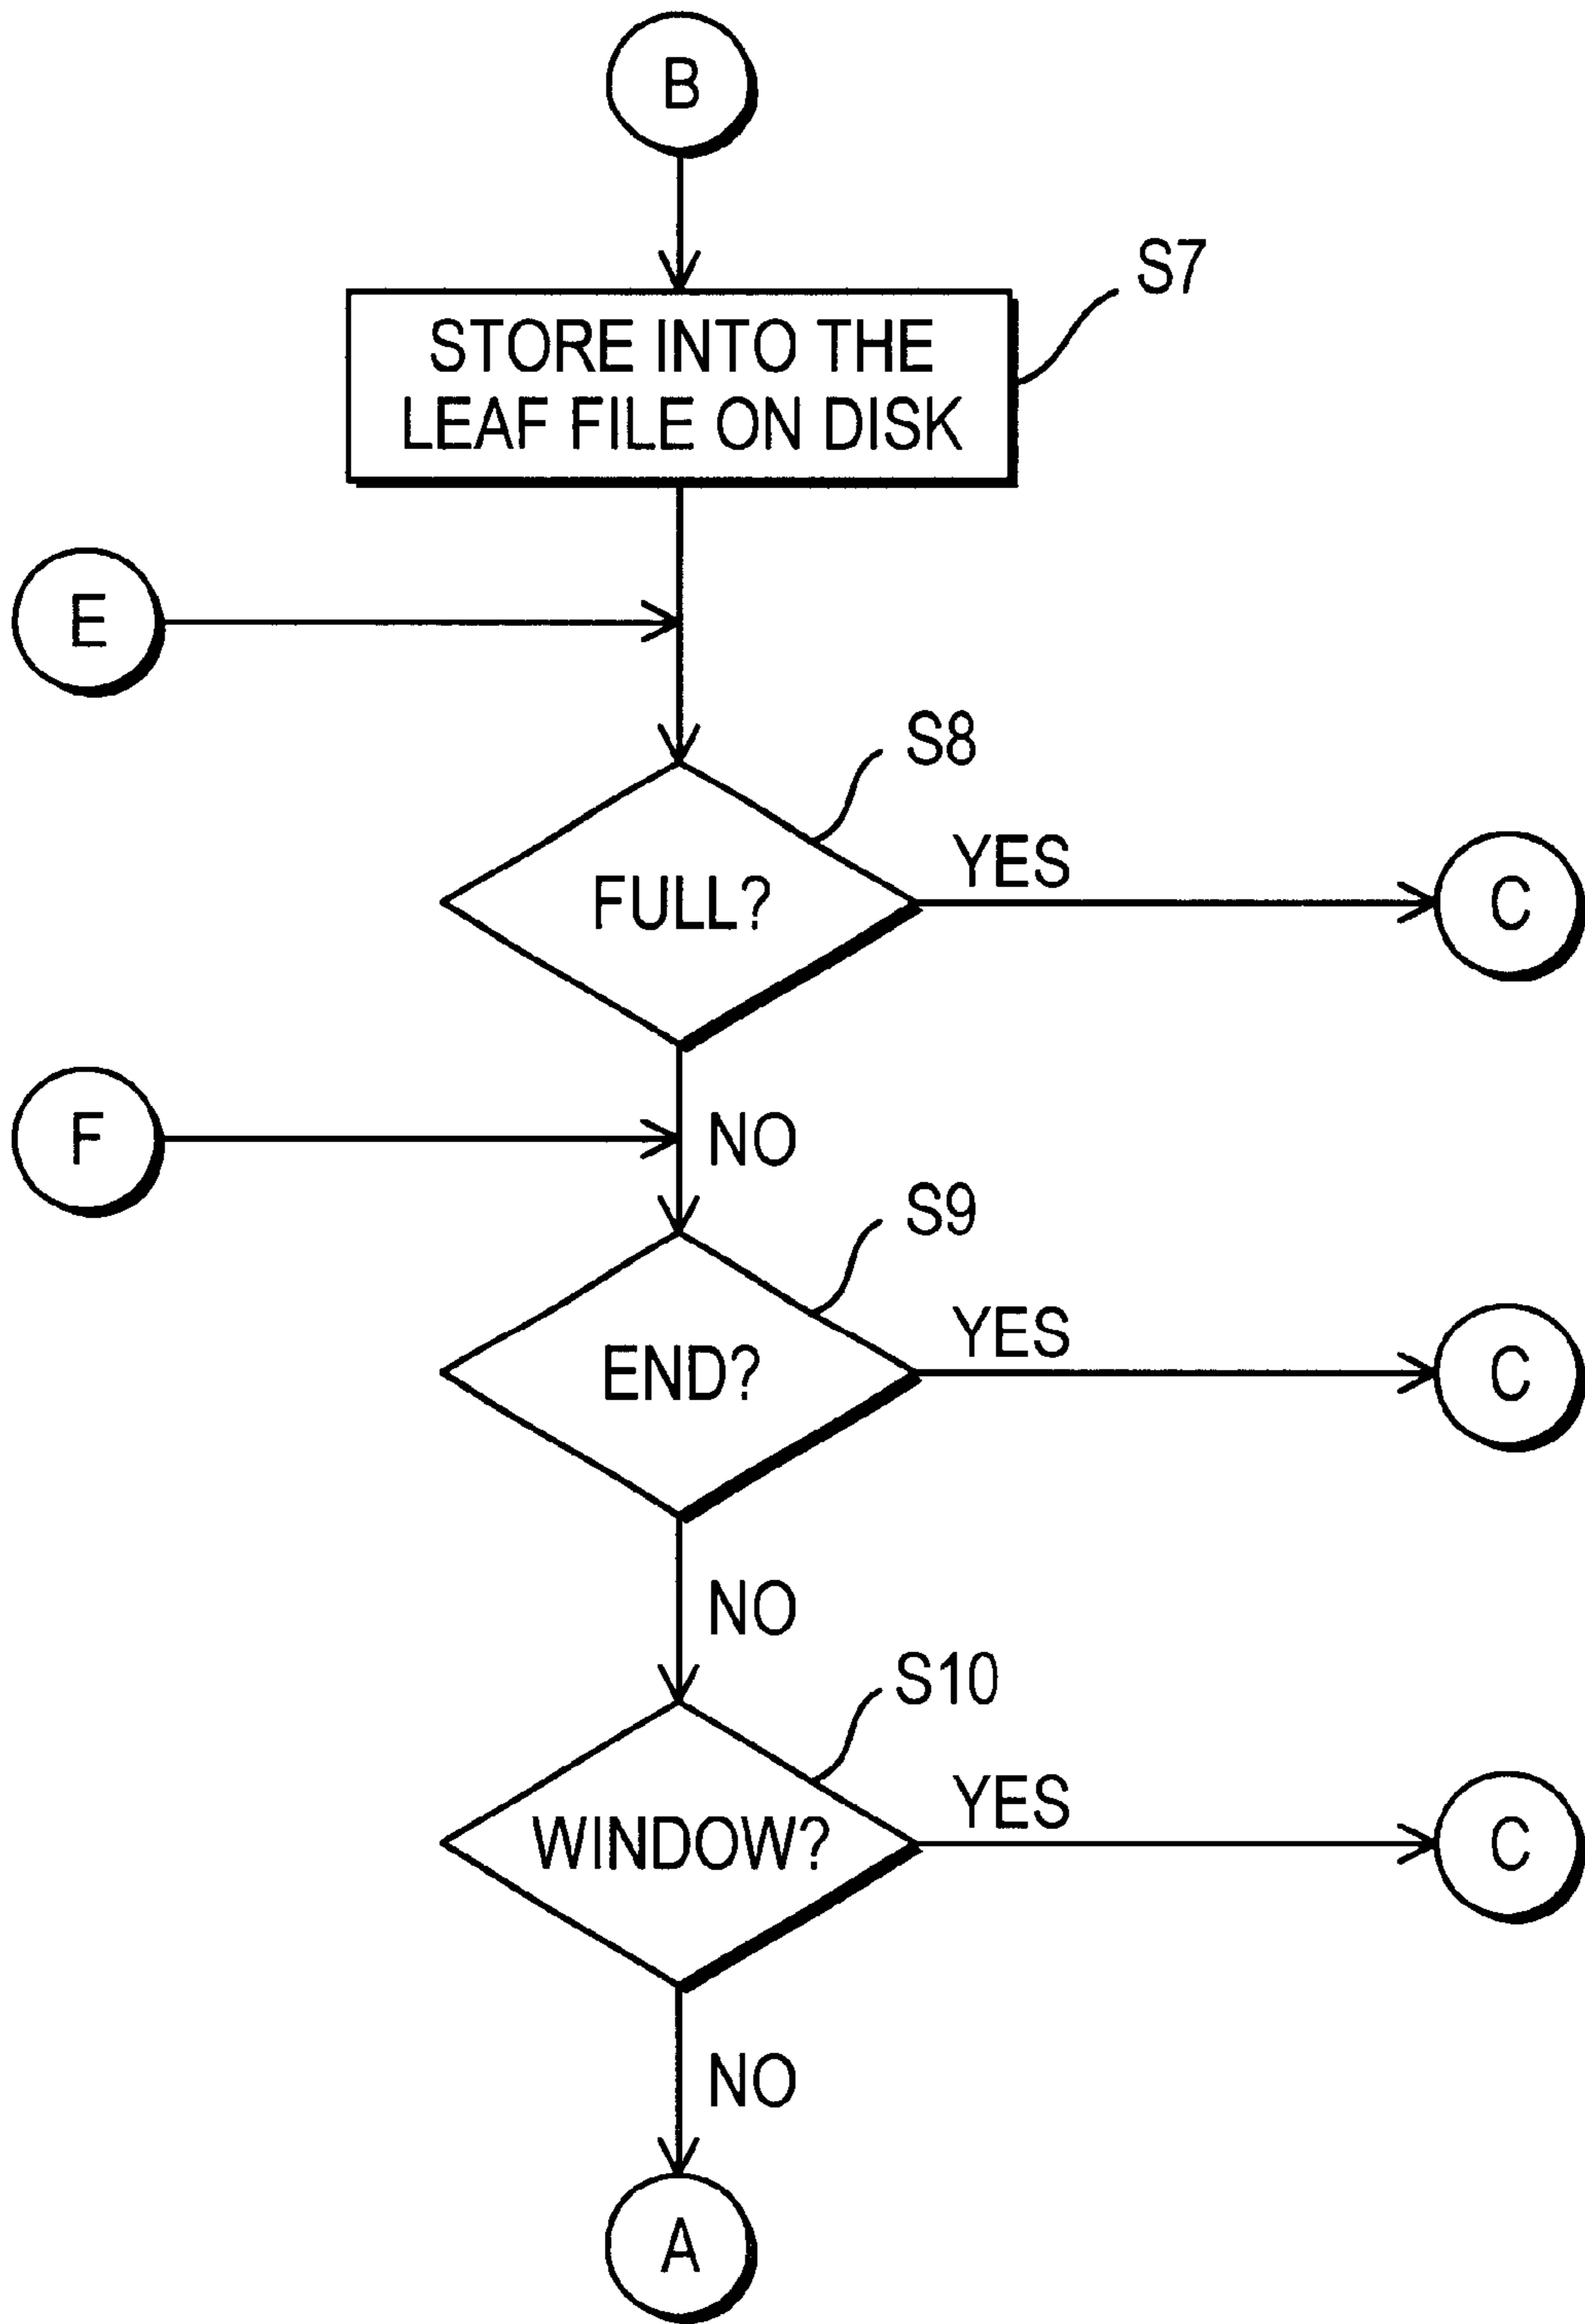 B
S7
STORE INTO THE
LEAF FILE ON DISK
E
S8
YES
FULL?
C
F
NO
S9
YES
END?
C
NO
S10
YES
WINDOW?
C
NO
A